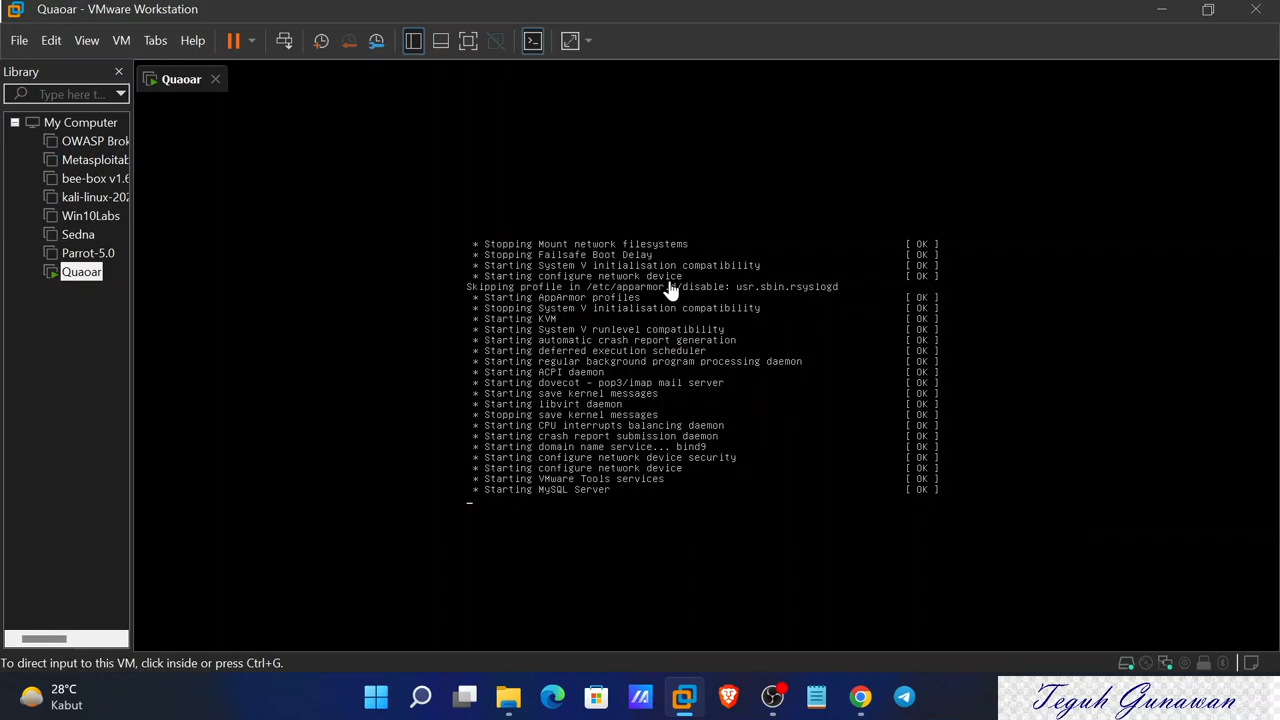 Quaoar - VMware Workstation
File Edit View VM Tabs Help
Library
Quaoar
Type here t...
My Computer
OWASP Brok
Metasploitab
bee-box v1.6
kali-linux-202
Win10Labs
Sedna
Parrot-5.0
Quaoar
* Stopping Mount network filesystems [ OK ]
* Stopping Failsafe Boot Delay [ OK ]
* Starting System V initialisation compatibility [ OK ]
* Starting configure network device [ OK ]
Skipping profile in /etc/apparmor.d/disable: usr.sbin.rsyslogd
* Starting AppArmor profiles [ OK ]
* Stopping System V initialisation compatibility [ OK ]
* Starting KVM [ OK ]
* Starting System V runlevel compatibility [ OK ]
* Starting automatic crash report generation [ OK ]
* Starting deferred execution scheduler [ OK ]
* Starting regular background program processing daemon [ OK ]
* Starting ACPI daemon [ OK ]
* Starting dovecot - pop3/imap mail server [ OK ]
* Starting save kernel messages [ OK ]
* Starting libvirt daemon [ OK ]
* Stopping save kernel messages [ OK ]
* Starting CPU interrupts balancing daemon [ OK ]
* Starting crash report submission daemon [ OK ]
* Starting domain name service... bind9 [ OK ]
* Starting configure network device security [ OK ]
* Starting configure network device [ OK ]
* Starting VMware Tools services [ OK ]
* Starting MySQL Server [ OK ]
To direct input to this VM, click inside or press Ctrl+G.
28°C
Kabut
Teguh Gunawan